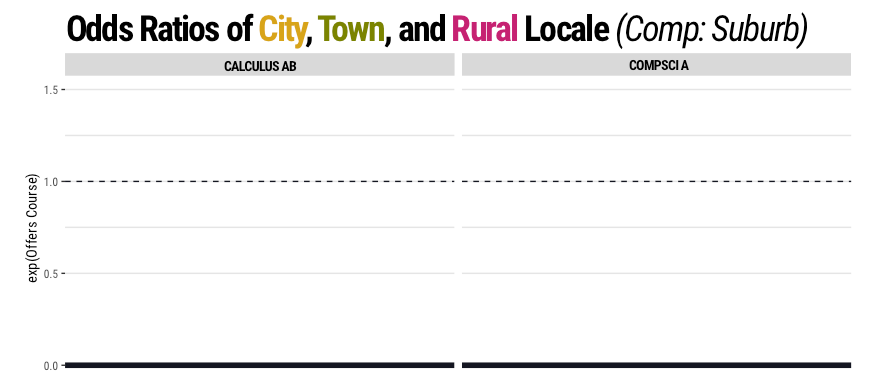 Odds Ratios of City, Town, and Rural Locale (Comp: Suburb)
CALCULUS AB
COMPSCI A
exp(Offers Course)
1.5
1.0
0.5
0.0